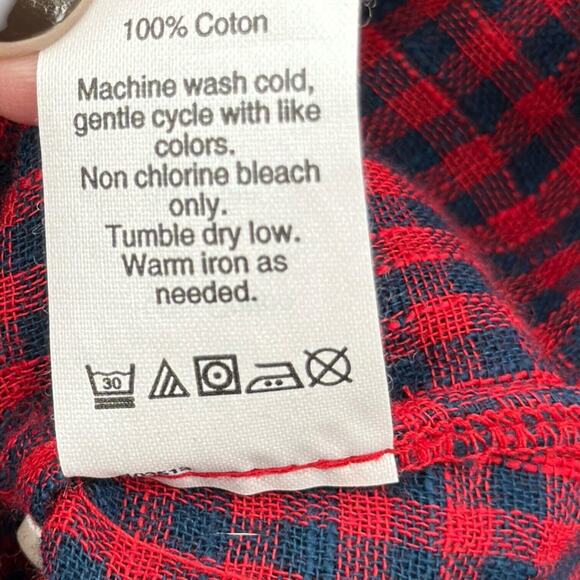 100% Coton
Machine wash cold,
gentle cycle with like
colors.
Non chlorine bleach
only.
Tumble dry low.
Warm iron as
needed.
30